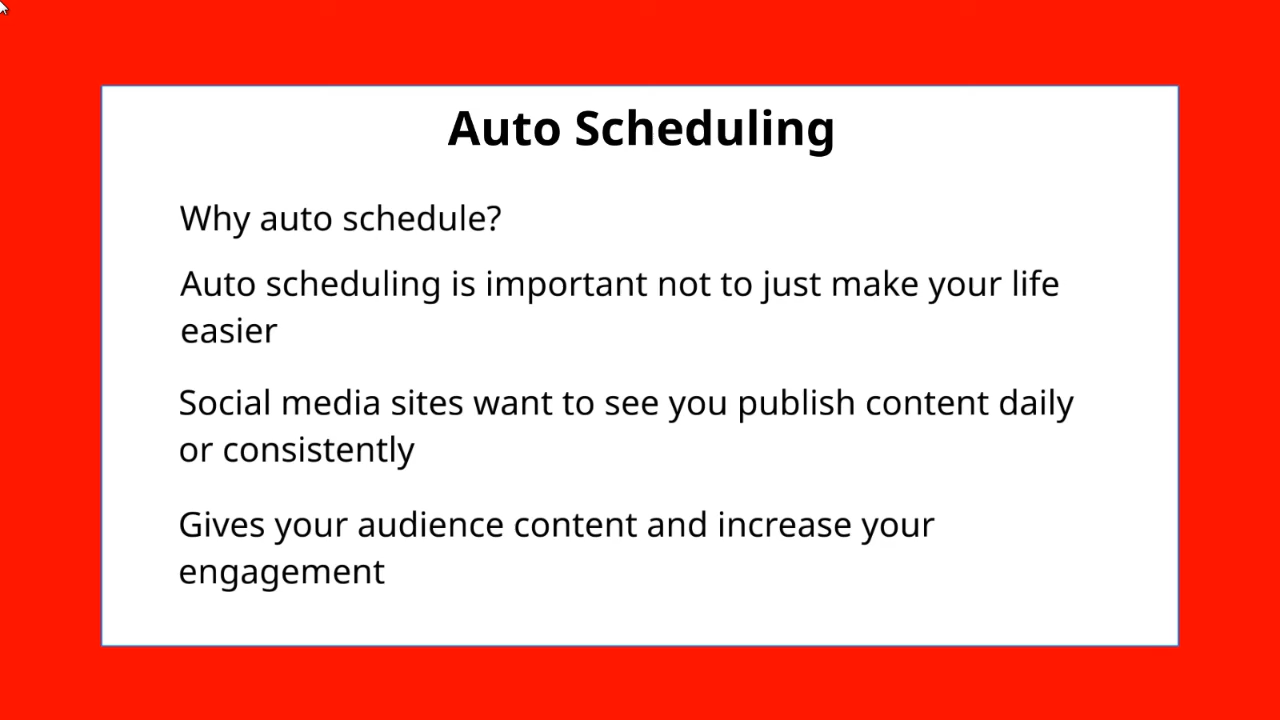 Auto Scheduling
Why auto schedule?
Auto scheduling is important not to just make your life
easier
Social media sites want to see you publish content daily
or consistently
Gives your audience content and increase your
engagement